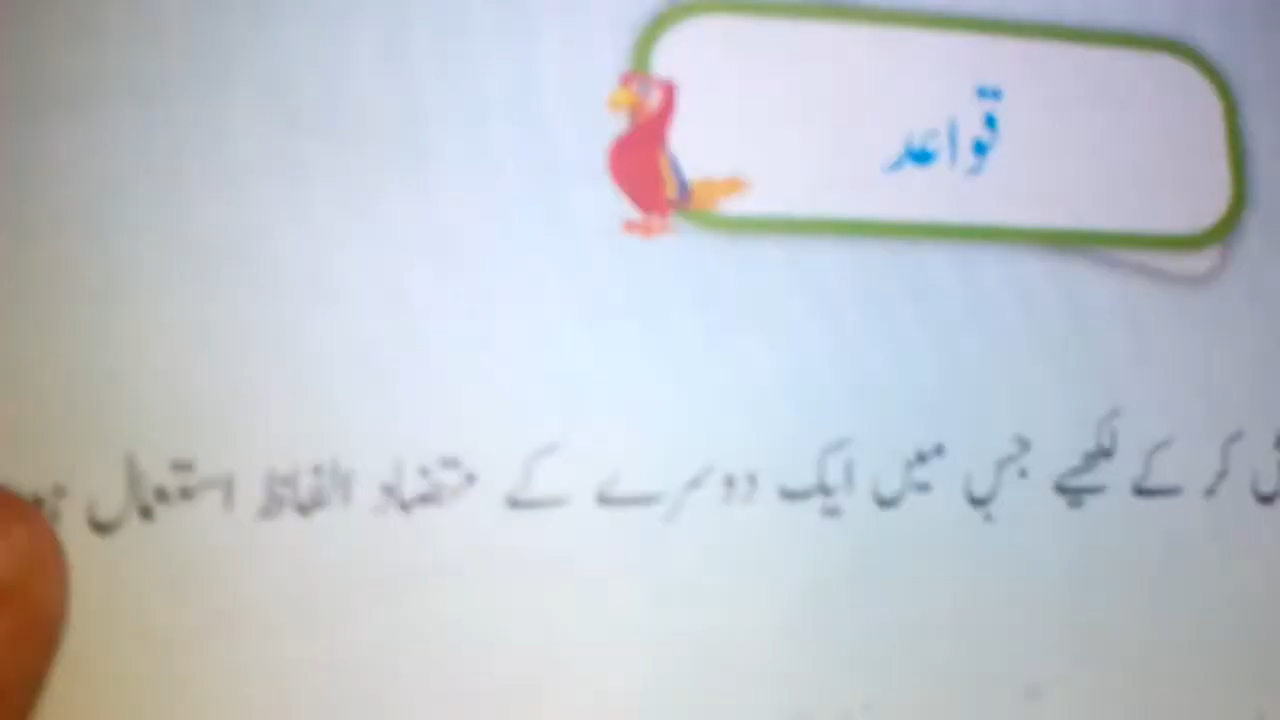 قواعد
کر کے لکھیے جس میں ایک دوسرے کے متضاد الفاظ استعمال